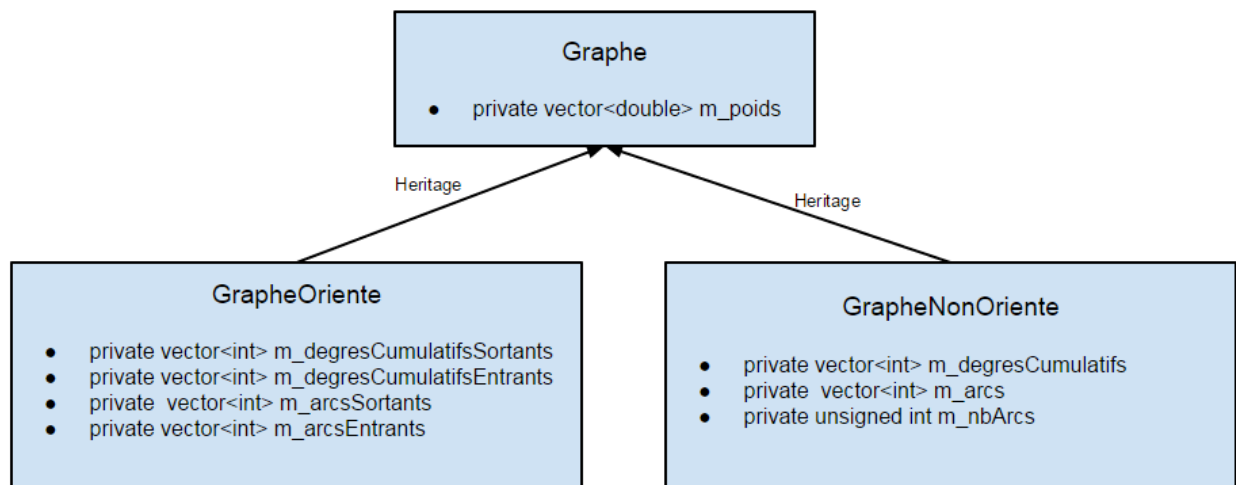 Graphe
● private vector<double> m_poids
Heritage
Heritage
GrapheOriente
● private vector<int> m_degresCumulatifsSortants
● private vector<int> m_degresCumulatifsEntrants
● private  vector<int> m_arcsSortants
● private vector<int> m_arcsEntrants
GrapheNonOriente
● private vector<int> m_degresCumulatifs
● private  vector<int> m_arcs
● private unsigned int m_nbArcs